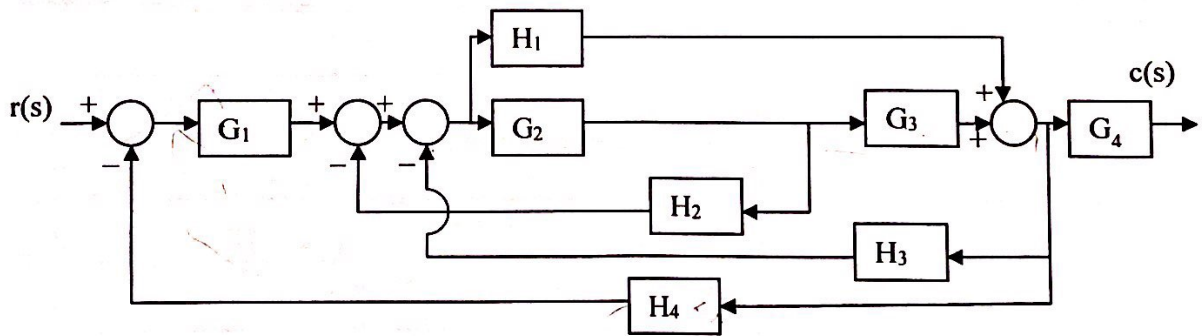 H₁
r(s) + G₁ + + G₂ G₃ + + G₄ c(s)
− − −
H₂
H₃
H₄